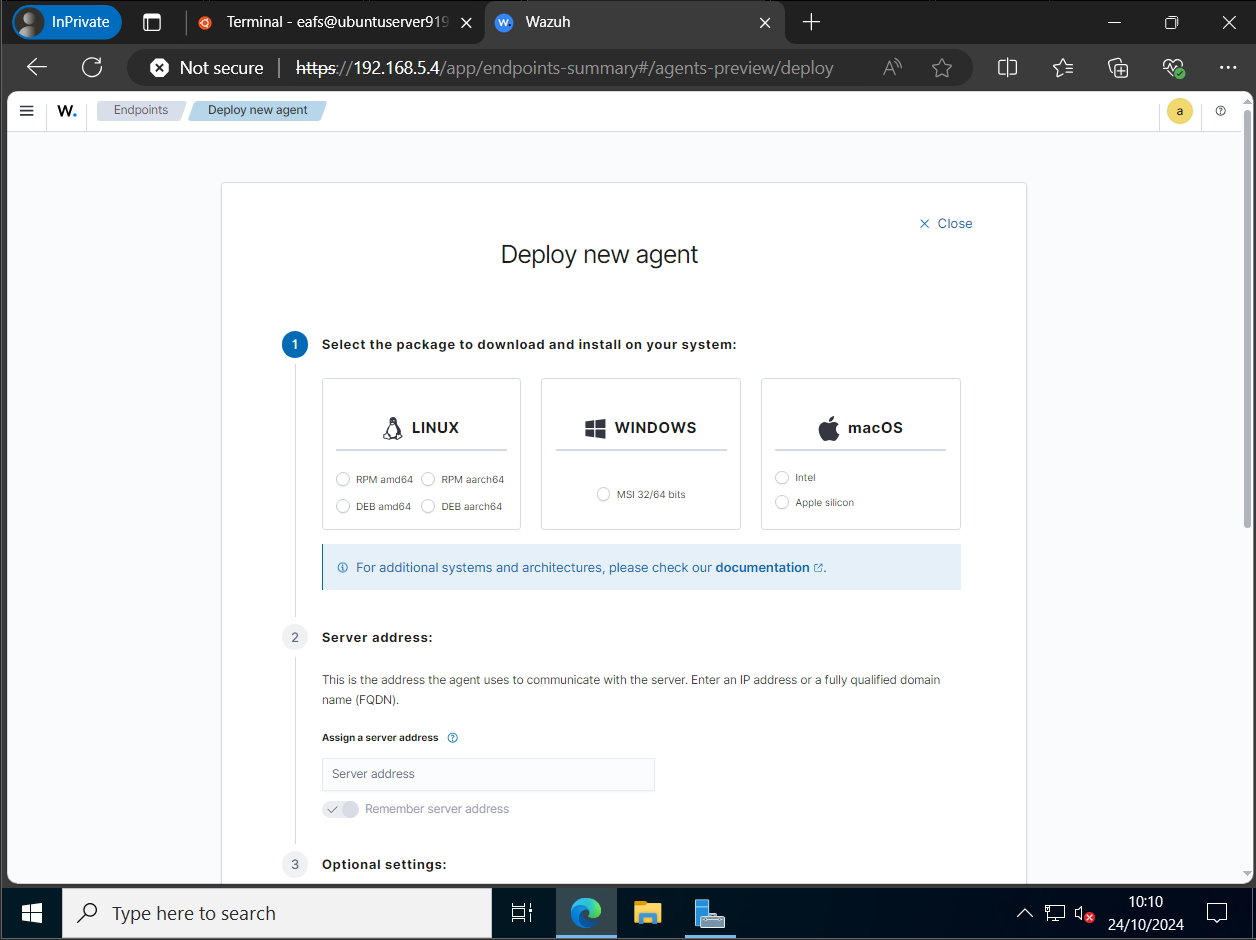 InPrivate
Terminal - eafs@ubuntuserver919
Wazuh
Not secure
https://192.168.5.4/app/endpoints-summary#/agents-preview/deploy
W.
Endpoints
Deploy new agent
a
Close
Deploy new agent
1
Select the package to download and install on your system:
LINUX
RPM amd64
RPM aarch64
DEB amd64
DEB aarch64
WINDOWS
MSI 32/64 bits
macOS
Intel
Apple silicon
For additional systems and architectures, please check our documentation.
2
Server address:
This is the address the agent uses to communicate with the server. Enter an IP address or a fully qualified domain
name (FQDN).
Assign a server address
Server address
Remember server address
3
Optional settings:
Type here to search
10:10
24/10/2024